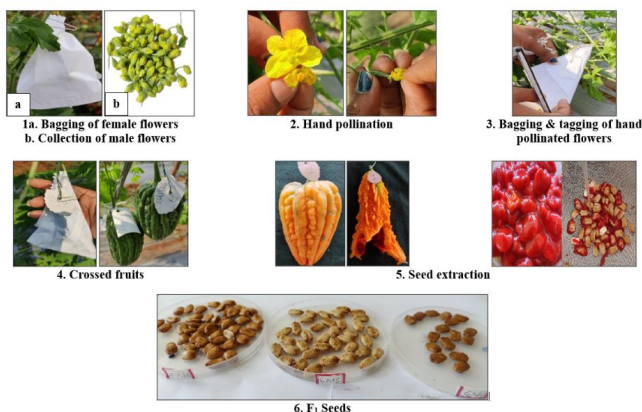 a
b
1a. Bagging of female flowers
b. Collection of male flowers
2. Hand pollination
3. Bagging & tagging of hand
pollinated flowers
4. Crossed fruits
5. Seed extraction
6. F₁ Seeds